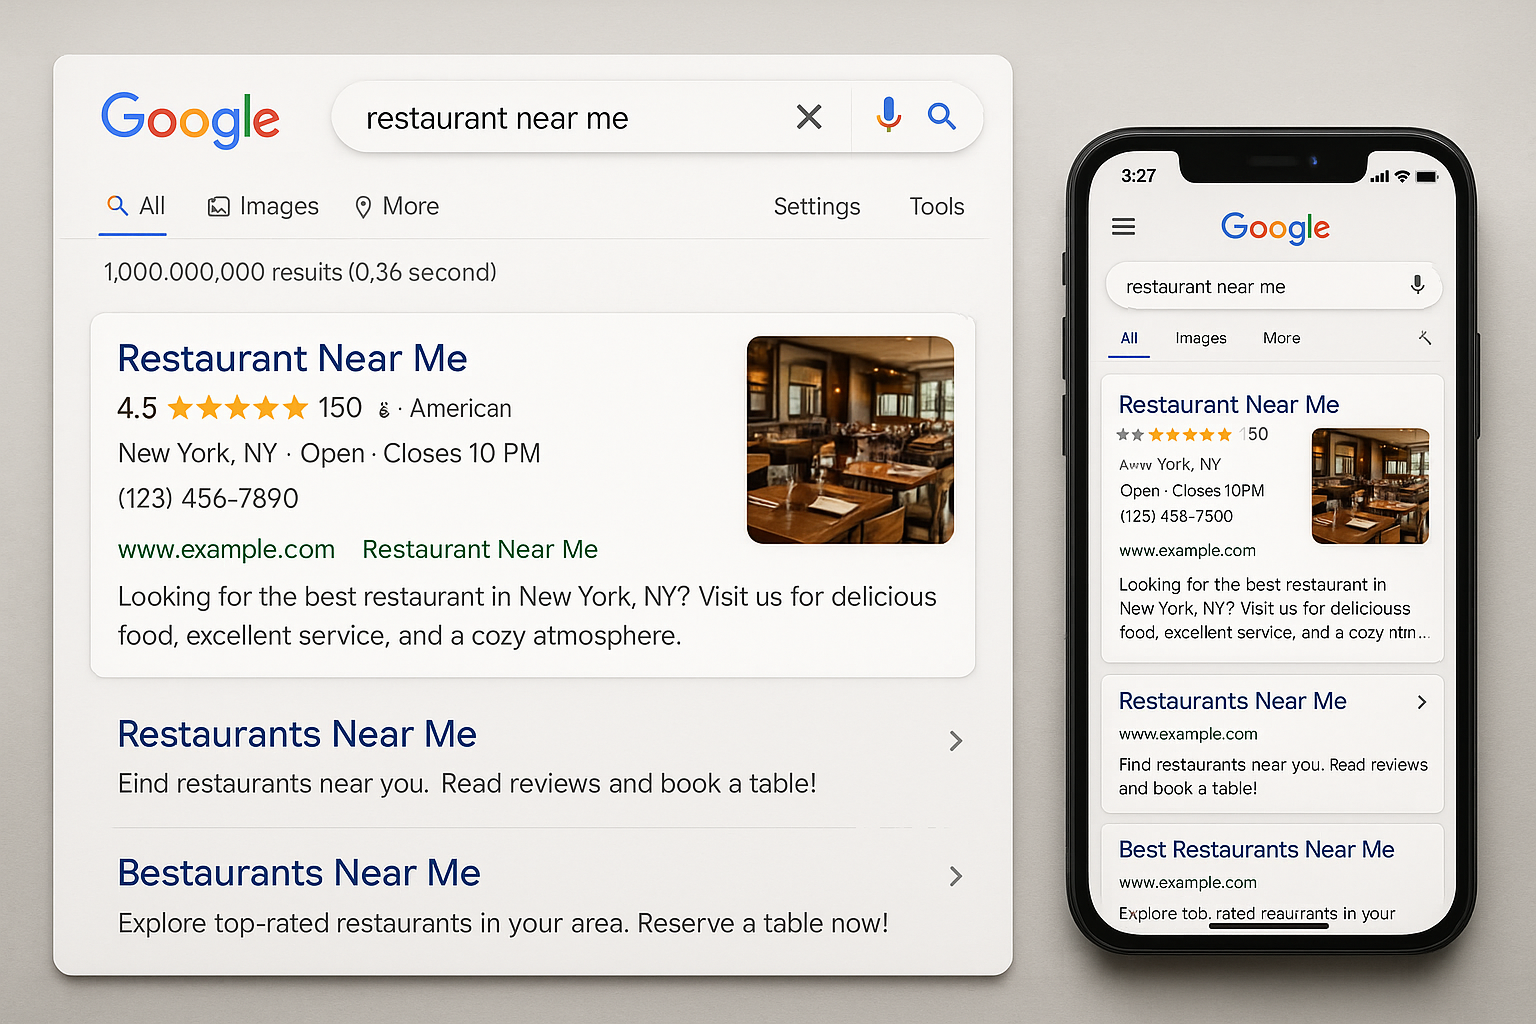 Google
restaurant near me
All Images More Settings Tools
1,000.000,000 resuits (0,36 second)
Restaurant Near Me
4.5 150 · American
New York, NY · Open · Closes 10 PM
(123) 456-7890
www.example.com Restaurant Near Me
Looking for the best restaurant in New York, NY? Visit us for delicious
food, excellent service, and a cozy atmosphere.
Restaurants Near Me
Eind restaurants near you. Read reviews and book a table!
Bestaurants Near Me
Explore top-rated restaurants in your area. Reserve a table now!
3:27
Google
restaurant near me
All Images More
Restaurant Near Me
150
York, NY
Open · Closes 10PM
(125) 458-7500
www.example.com
Looking for the best restaurant in
New York, NY? Visit us for deliciouss
food, excellent service, and a cozy ntm...
Restaurants Near Me
www.example.com
Find restaurants near you. Read reviews
and book a table!
Best Restaurants Near Me
www.example.com
Explore tob. rated in your